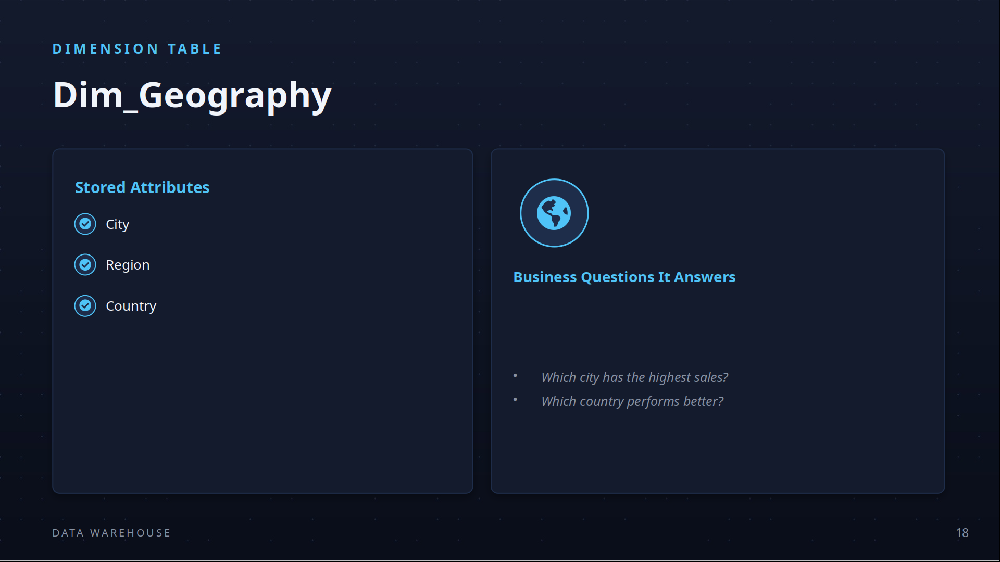 DIMENSION TABLE
Dim_Geography
Stored Attributes
City
Region
Country
Business Questions It Answers
• Which city has the highest sales?
• Which country performs better?
DATA WAREHOUSE
18